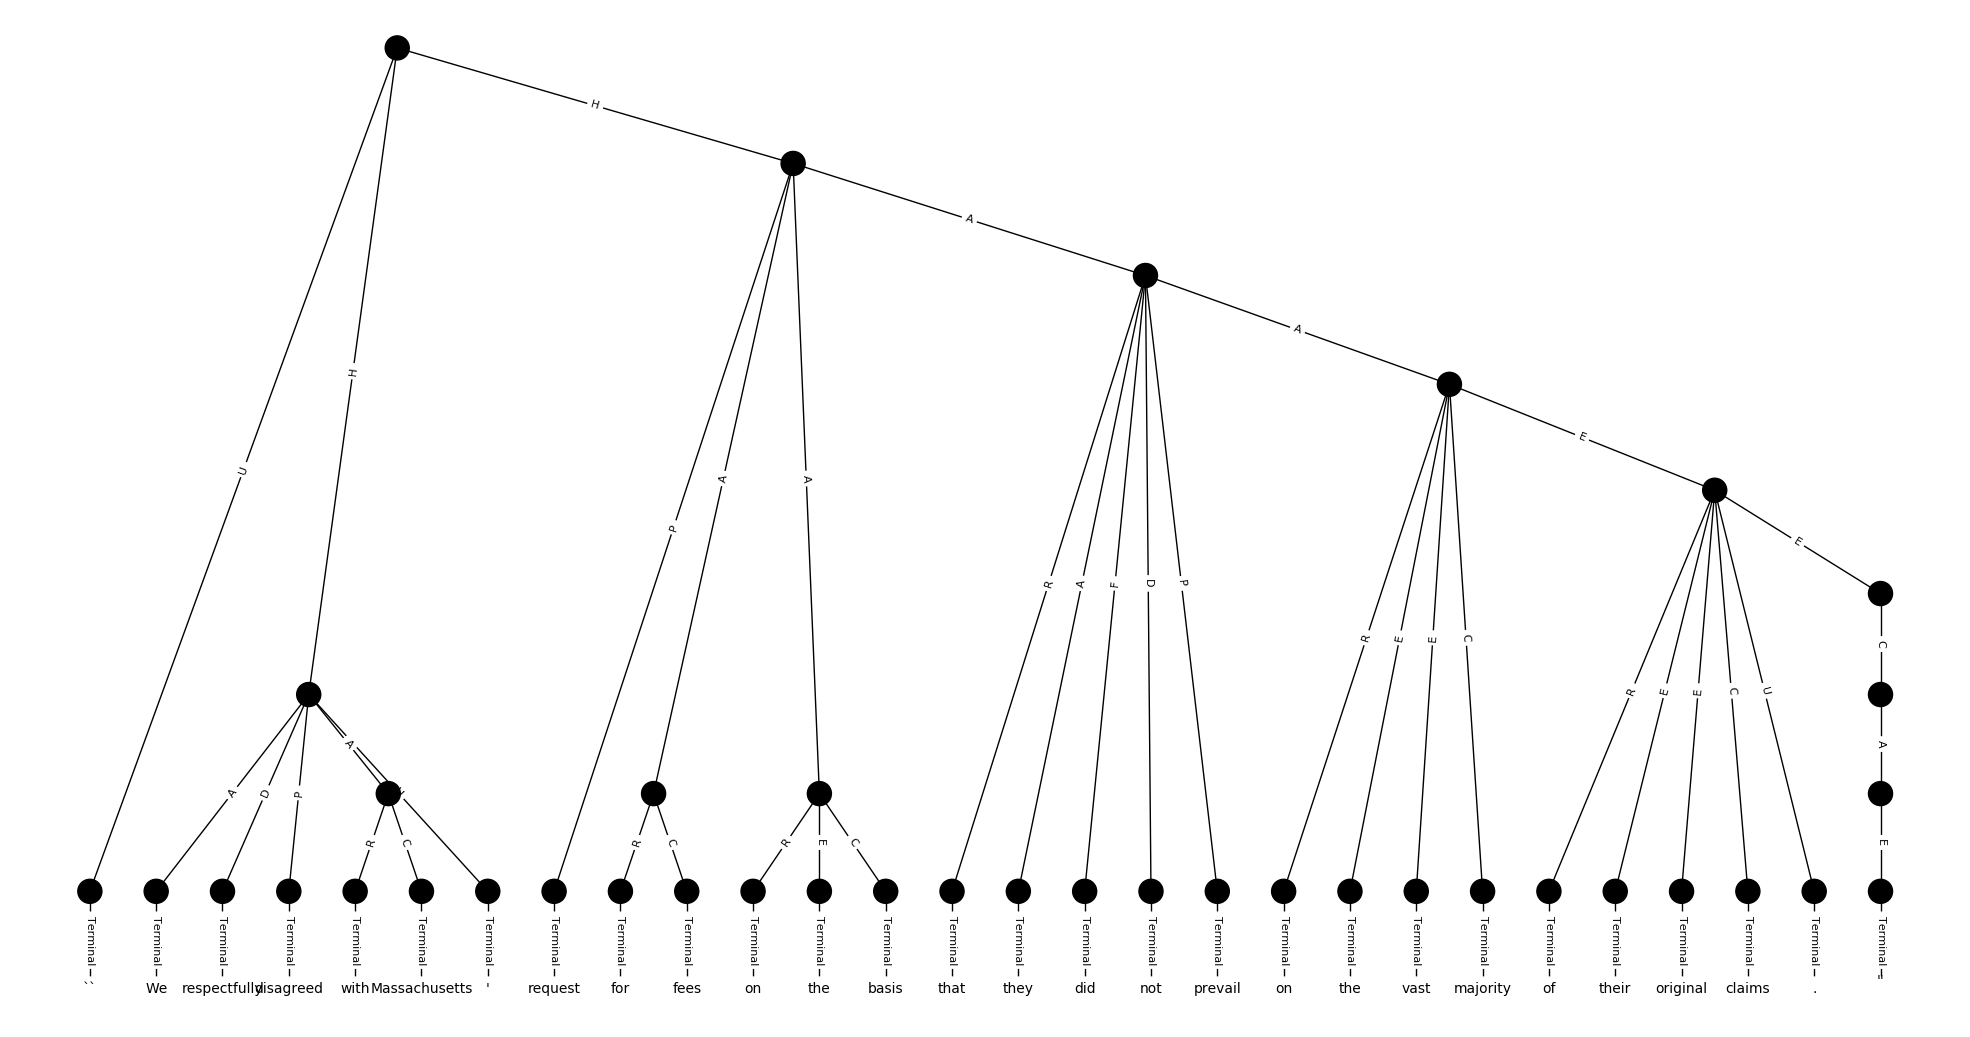 H
H
A
U
A
A
P
A
A
R A F D P
E
R E E C
E
R E E C U
C
A
A D P
A
R C
R C
R E C
E
Terminal Terminal Terminal Terminal Terminal Terminal Terminal Terminal Terminal Terminal Terminal Terminal Terminal Terminal Terminal Terminal Terminal Terminal Terminal Terminal Terminal Terminal Terminal Terminal Terminal Terminal Terminal Terminal
`` We respectfully disagreed with Massachusetts ' request for fees on the basis that they did not prevail on the vast majority of their original claims . "